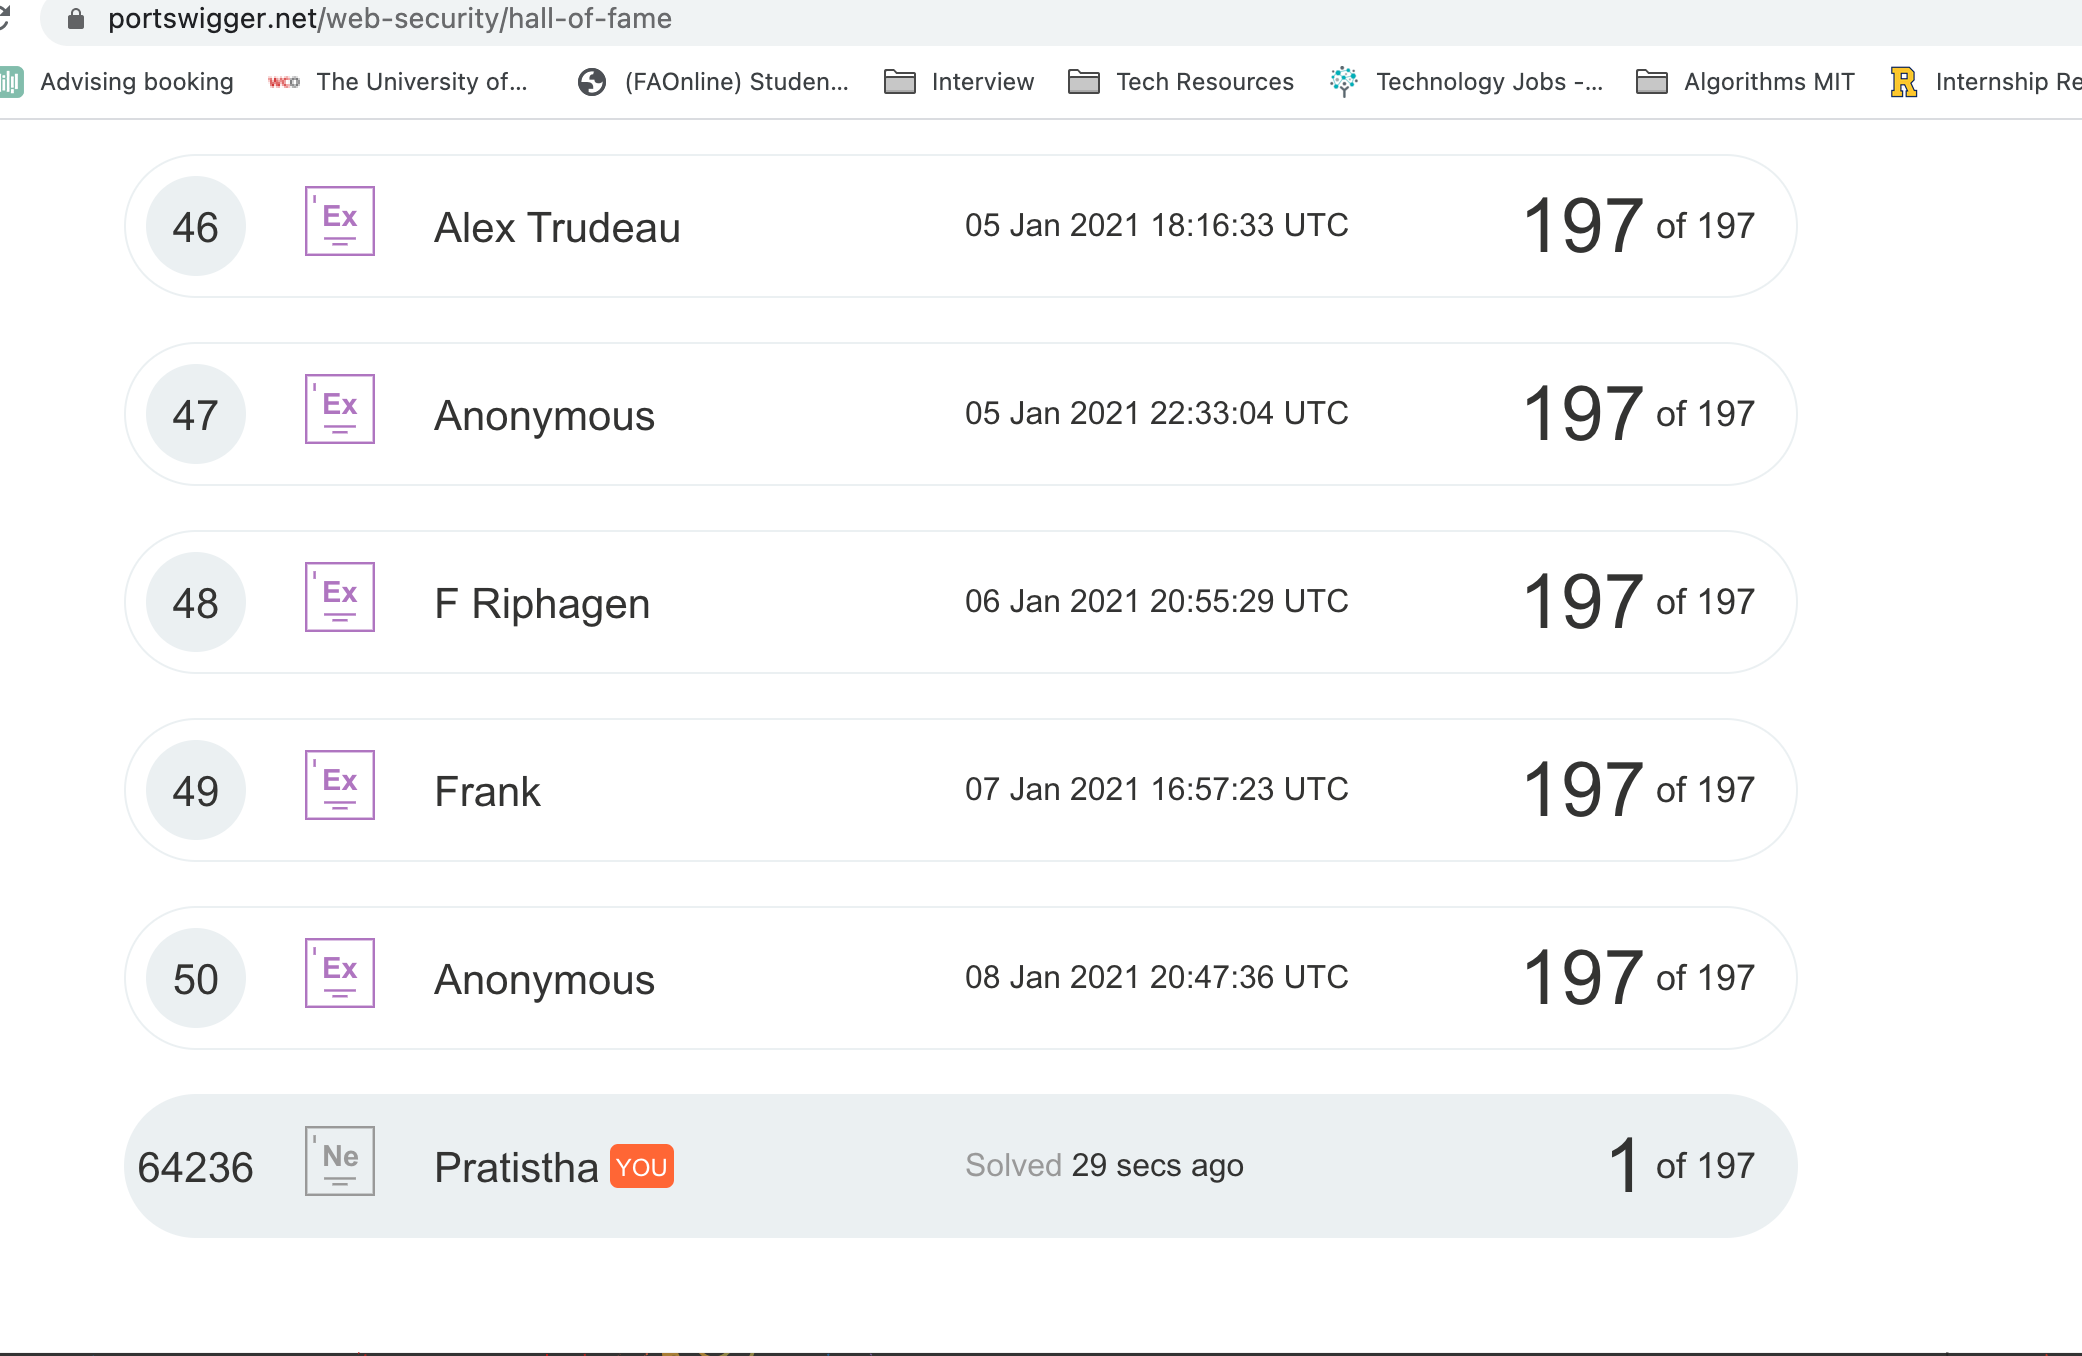 portswigger.net/web-security/hall-of-fame
Advising booking WCO The University of... (FAOnline) Studen... Interview Tech Resources Technology Jobs -... Algorithms MIT R Internship Re
46 Ex Alex Trudeau 05 Jan 2021 18:16:33 UTC 197 of 197
47 Ex Anonymous 05 Jan 2021 22:33:04 UTC 197 of 197
48 Ex F Riphagen 06 Jan 2021 20:55:29 UTC 197 of 197
49 Ex Frank 07 Jan 2021 16:57:23 UTC 197 of 197
50 Ex Anonymous 08 Jan 2021 20:47:36 UTC 197 of 197
64236 Ne Pratistha YOU Solved 29 secs ago 1 of 197